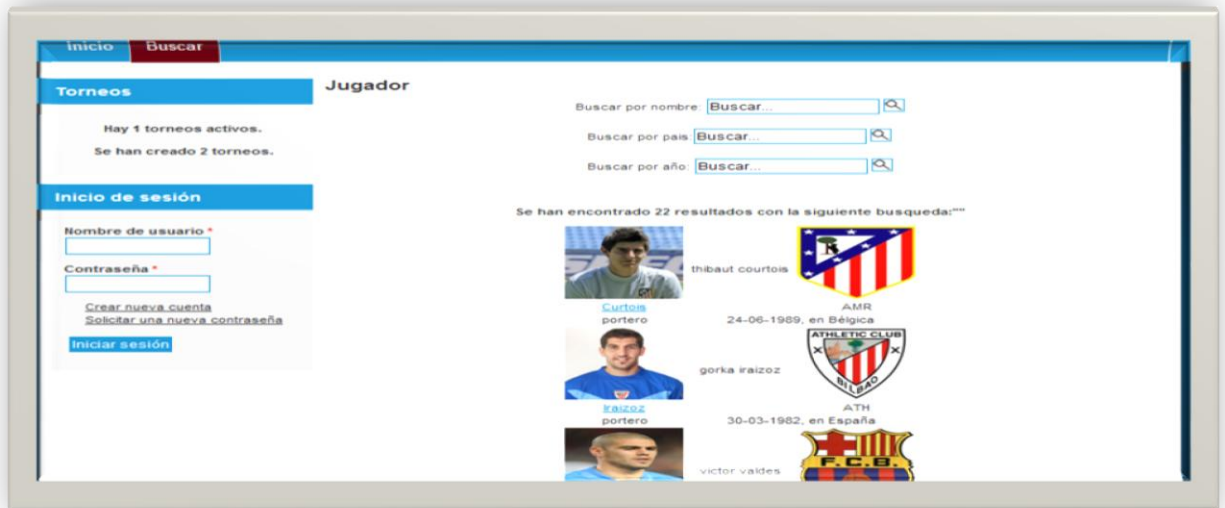 Inicio Buscar
Torneos
Hay 1 torneos activos.
Se han creado 2 torneos.
Inicio de sesión
Nombre de usuario *
Contraseña *
Crear nueva cuenta
Solicitar una nueva contraseña
Iniciar sesión
Jugador
Buscar por nombre: Buscar...
Buscar por pais: Buscar...
Buscar por año: Buscar...
Se han encontrado 22 resultados con la siguiente busqueda:""
thibaut courtois
Curtois
AMR
portero
24-06-1989, en Bélgica
gorka iraizoz
ATHLETIC CLUB
BILBAO
Iraizoz
ATH
portero
30-03-1982, en España
victor valdes
F.C.B.